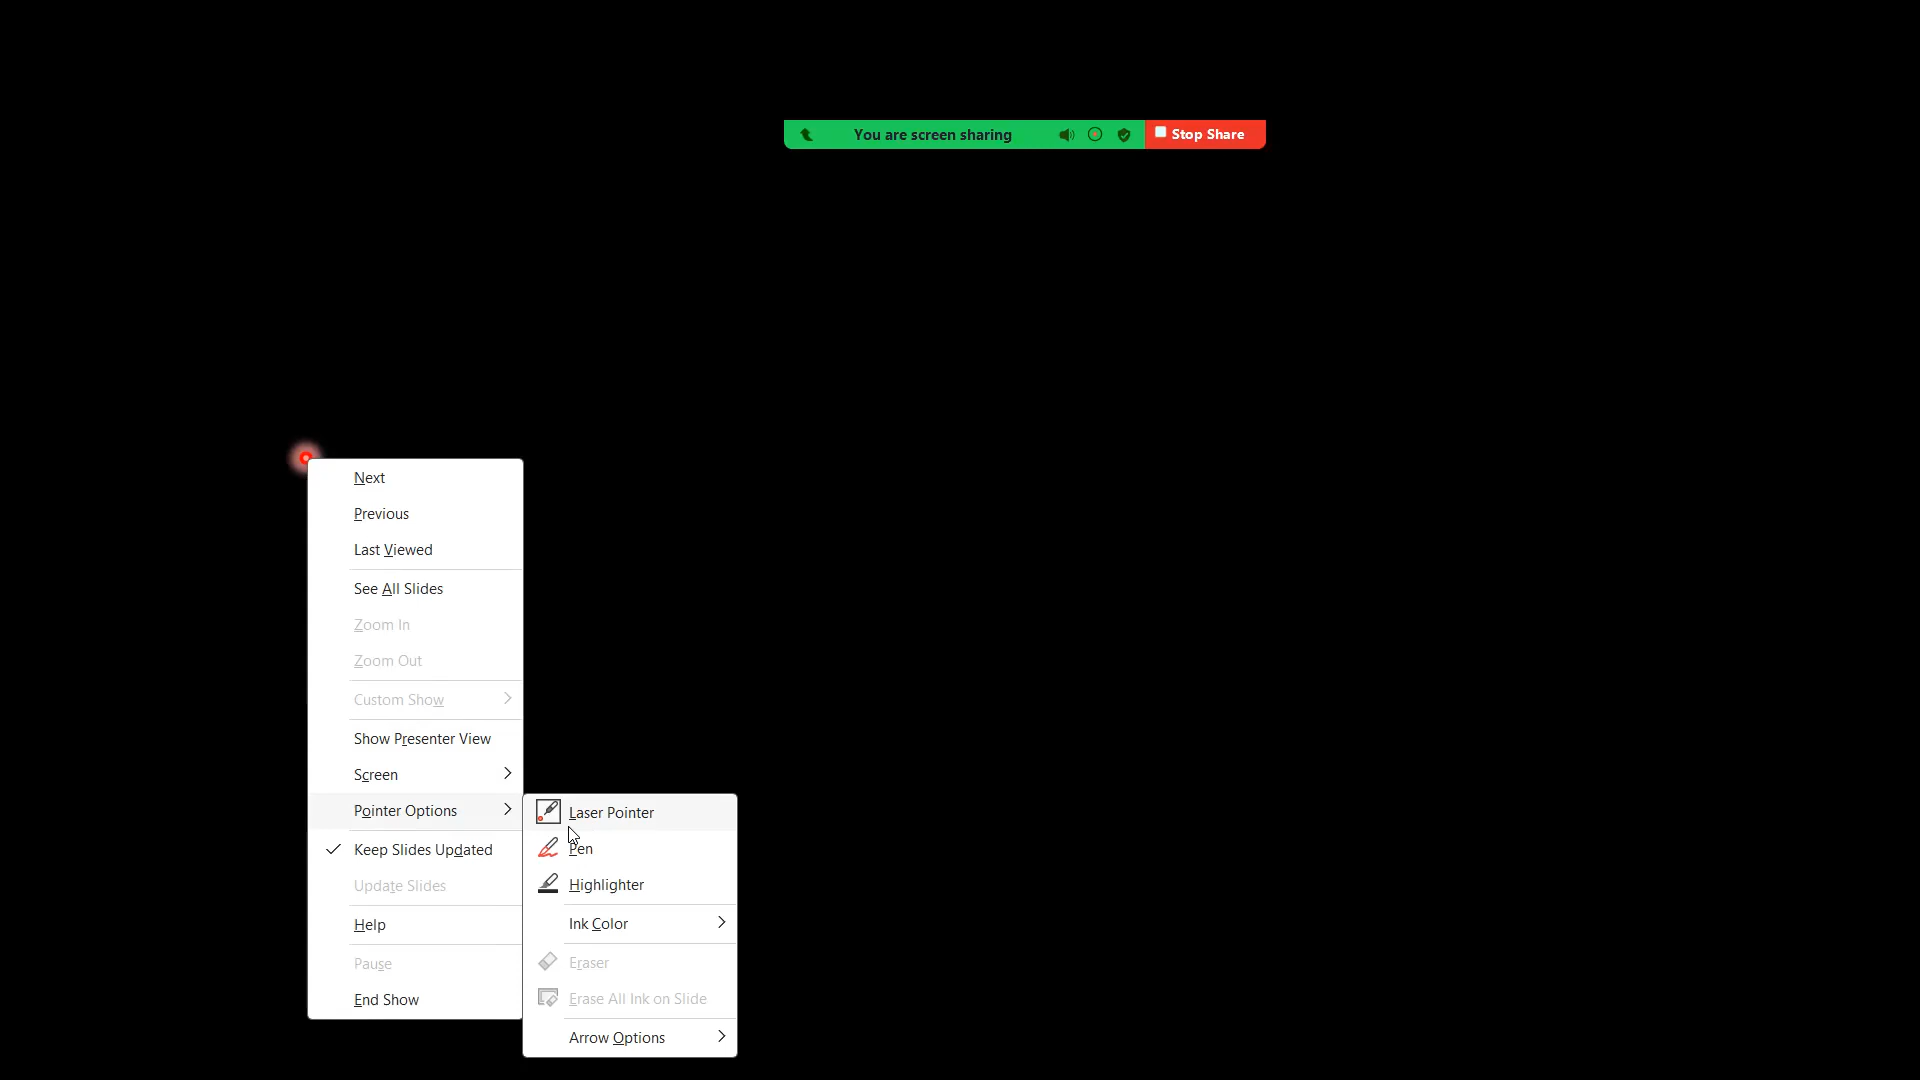 You are screen sharing
Stop Share
Next
Previous
Last Viewed
See All Slides
Zoom In
Zoom Out
Custom Show
Show Presenter View
Screen
Pointer Options
Keep Slides Updated
Update Slides
Help
Pause
End Show
Laser Pointer
Pen
Highlighter
Ink Color
Eraser
Erase All Ink on Slide
Arrow Options